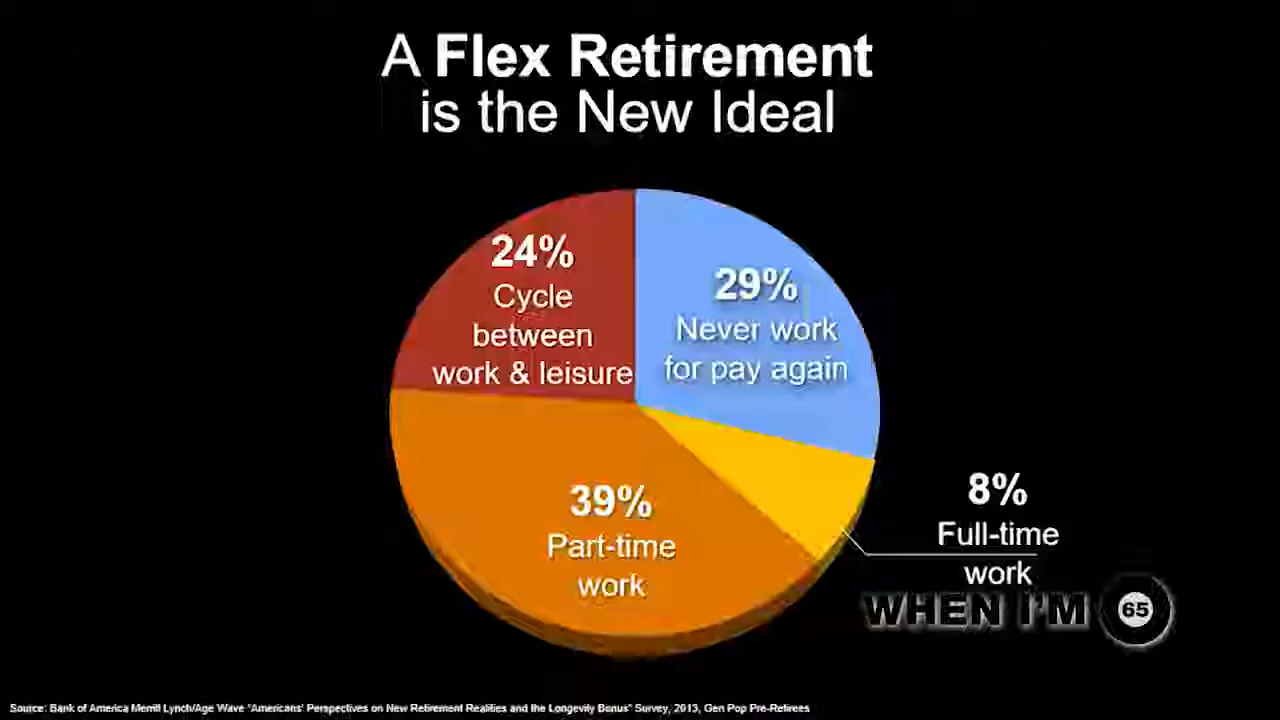 A Flex Retirement
is the New Ideal
24%
Cycle
between
work & leisure
29%
Never work
for pay again
39%
Part-time
work
8%
Full-time
work
WHEN I'M 65
Source: Bank of America Merrill Lynch/Age Wave "Americans' Perspectives on New Retirement Realities and the Longevity Bonus" Survey, 2013, Gen Pop Pre-Retirees